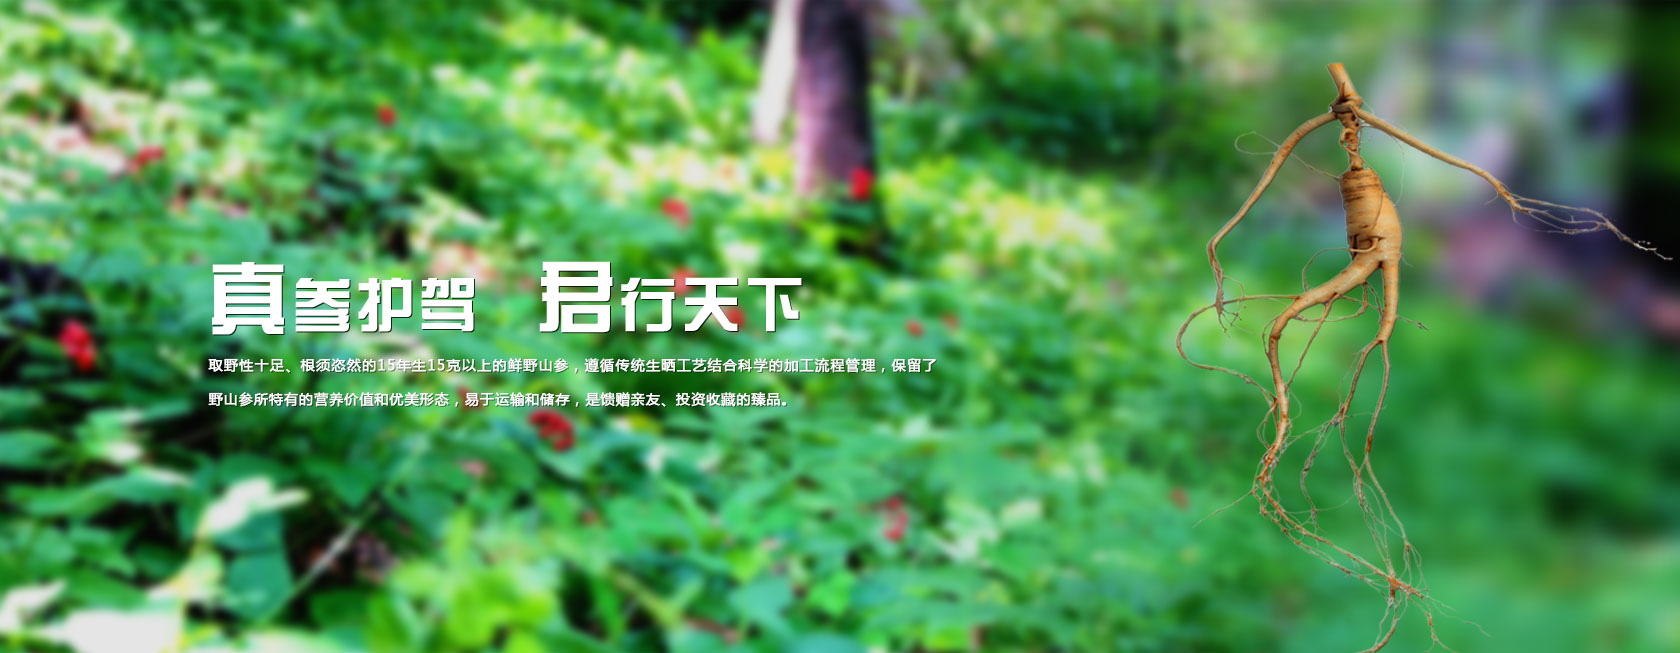 真参护驾 君行天下
取野性十足、根须恣然的15年生15克以上的鲜野山参，遵循传统生晒工艺结合科学的加工流程管理，保留了
野山参所特有的营养价值和优美形态，易于运输和储存，是馈赠亲友、投资收藏的臻品。